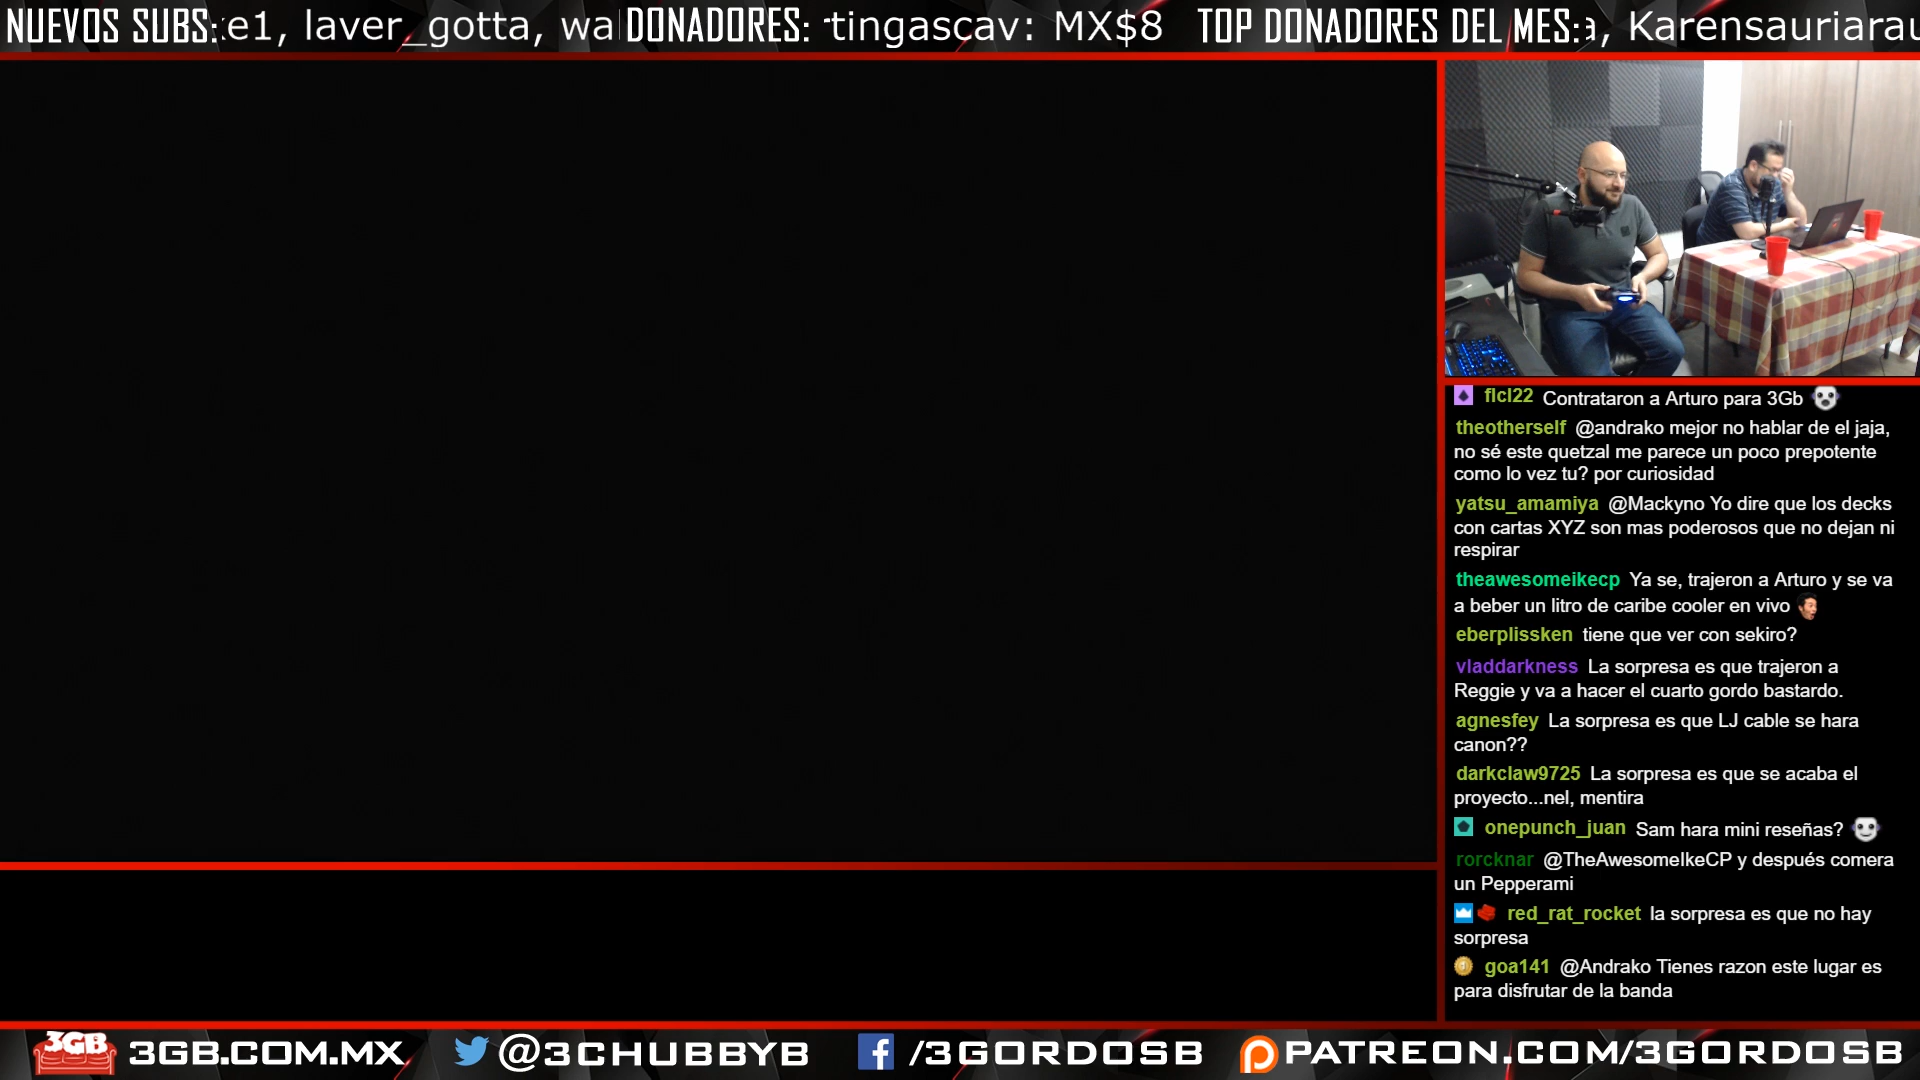 NUEVOS SUBS: ke1, laver_gotta, wal DONADORES: rtingascav: MX$8 TOP DONADORES DEL MES: a, Karensauriarau
flcl22 Contrataron a Arturo para 3Gb
theotherself @andrako mejor no hablar de el jaja,
no sé este quetzal me parece un poco prepotente
como lo vez tu? por curiosidad
yatsu_amamiya @Mackyno Yo dire que los decks
con cartas XYZ son mas poderosos que no dejan ni
respirar
theawesomeikecp Ya se, trajeron a Arturo y se va
a beber un litro de caribe cooler en vivo
eberplissken tiene que ver con sekiro?
vladdarkness La sorpresa es que trajeron a
Reggie y va a hacer el cuarto gordo bastardo.
agnesfey La sorpresa es que LJ cable se hara
canon??
darkclaw9725 La sorpresa es que se acaba el
proyecto...nel, mentira
onepunch_juan Sam hara mini reseñas?
rorcknar @TheAwesomeIkeCP y después comera
un Pepperami
red_rat_rocket la sorpresa es que no hay
sorpresa
goa141 @Andrako Tienes razon este lugar es
para disfrutar de la banda
3GB 3GB.COM.MX @3CHUBBYB /3GORDOSB PATREON.COM/3GORDOSB